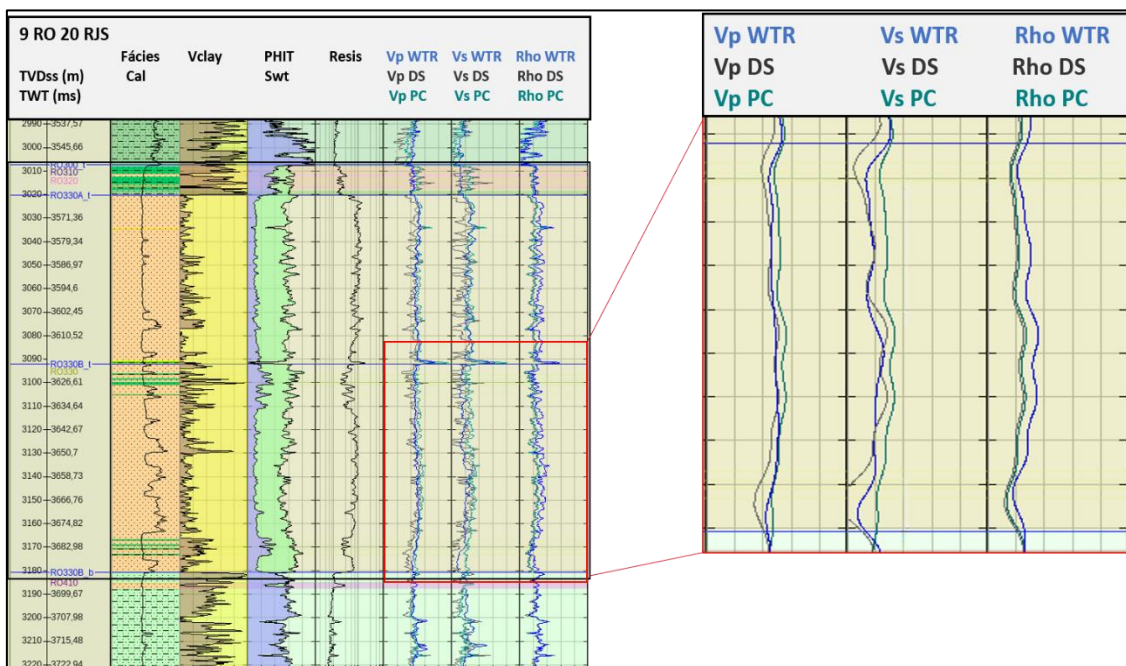 9 RO 20 RJS
Fácies Vclay PHIT Resis Vp WTR Vs WTR Rho WTR
TVDss (m) Cal Swt Vp DS Vs DS Rho DS
TWT (ms) Vp PC Vs PC Rho PC
2990 3537,57
3000 3545,66
RO300_t
3010
RO310
RO320
3020
RO330A_t
3030 3571,36
3040 3579,34
3050 3586,97
3060 3594,6
3070 3602,45
3080 3610,52
3090
RO330B_t
RO330
3100 3626,61
3110 3634,64
3120 3642,67
3130 3650,7
3140 3658,73
3150 3666,76
3160 3674,82
3170 3682,98
3180
RO330B_b
RO410
3190 3699,67
3200 3707,98
3210 3715,48
3220 3722,94
Vp WTR Vs WTR Rho WTR
Vp DS Vs DS Rho DS
Vp PC Vs PC Rho PC